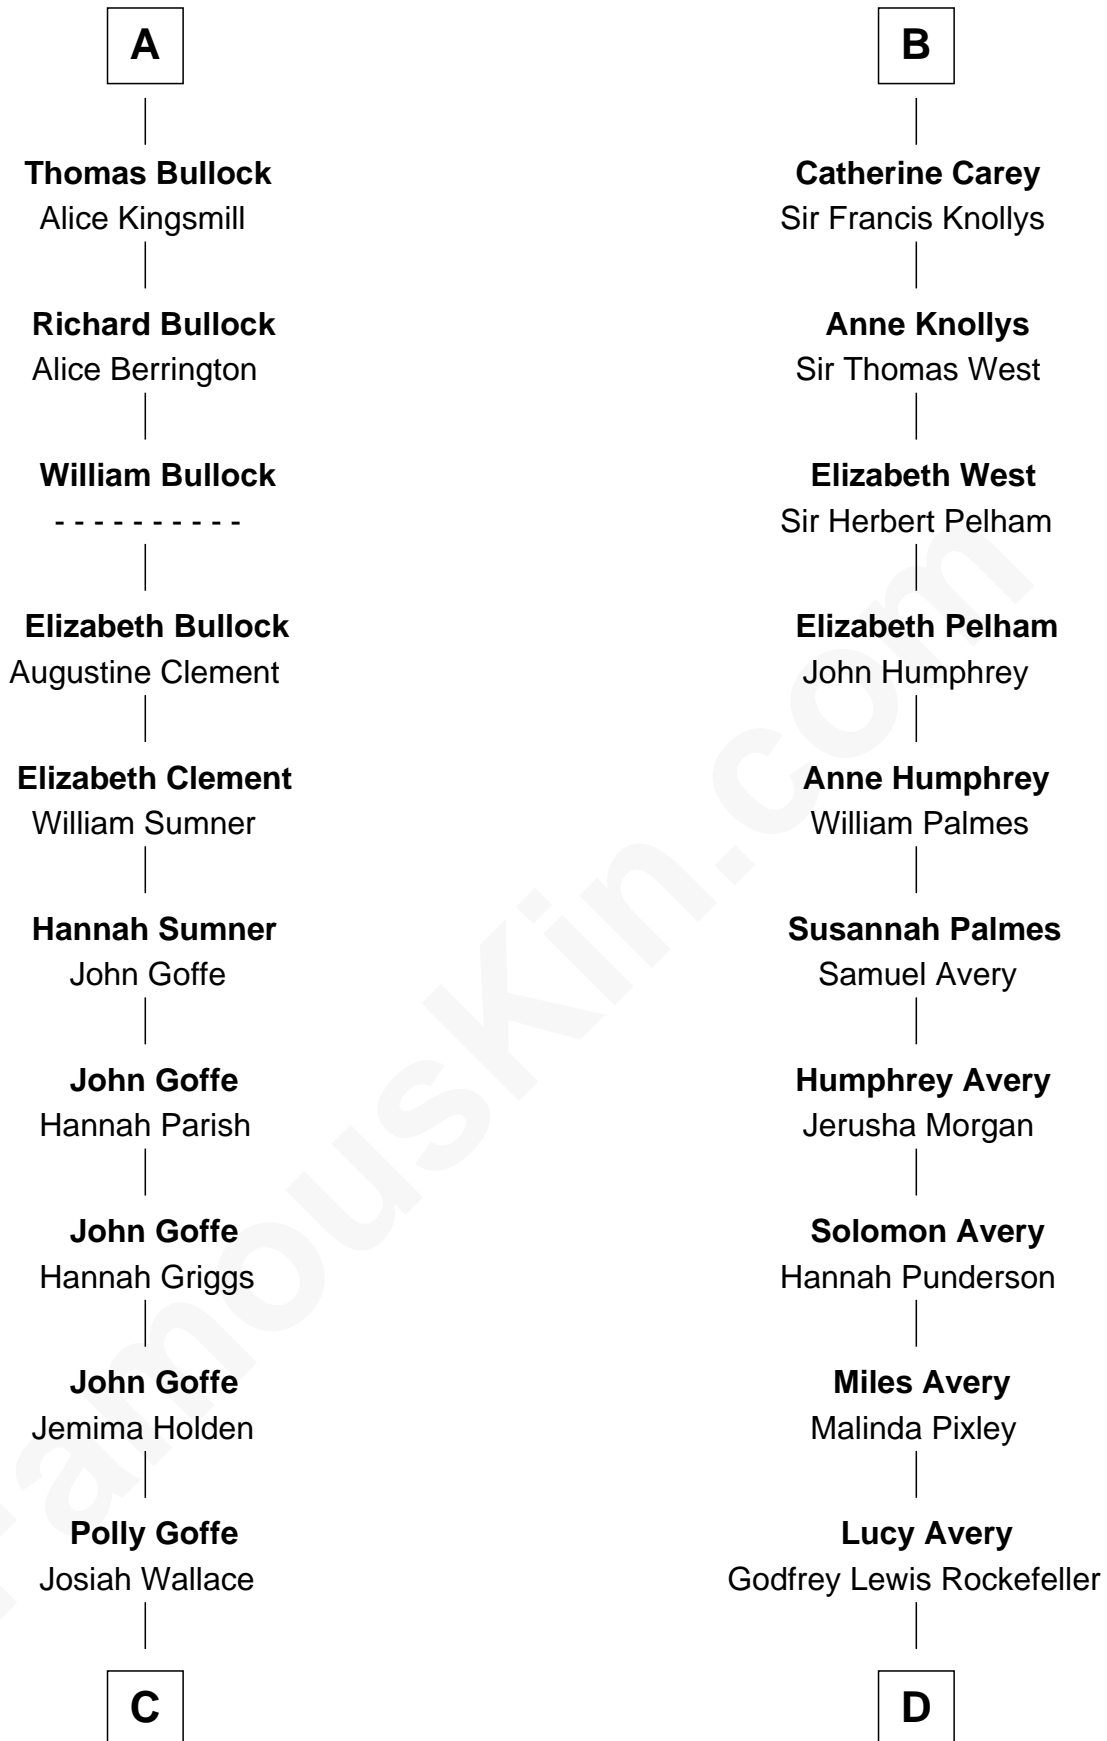 A
Thomas Bullock
Alice Kingsmill
Richard Bullock
Alice Berrington
William Bullock
- - - - - - - - - -
Elizabeth Bullock
Augustine Clement
Elizabeth Clement
William Sumner
Hannah Sumner
John Goffe
John Goffe
Hannah Parish
John Goffe
Hannah Griggs
John Goffe
Jemima Holden
Polly Goffe
Josiah Wallace
C
B
Catherine Carey
Sir Francis Knollys
Anne Knollys
Sir Thomas West
Elizabeth West
Sir Herbert Pelham
Elizabeth Pelham
John Humphrey
Anne Humphrey
William Palmes
Susannah Palmes
Samuel Avery
Humphrey Avery
Jerusha Morgan
Solomon Avery
Hannah Punderson
Miles Avery
Malinda Pixley
Lucy Avery
Godfrey Lewis Rockefeller
D
FamousKin.com